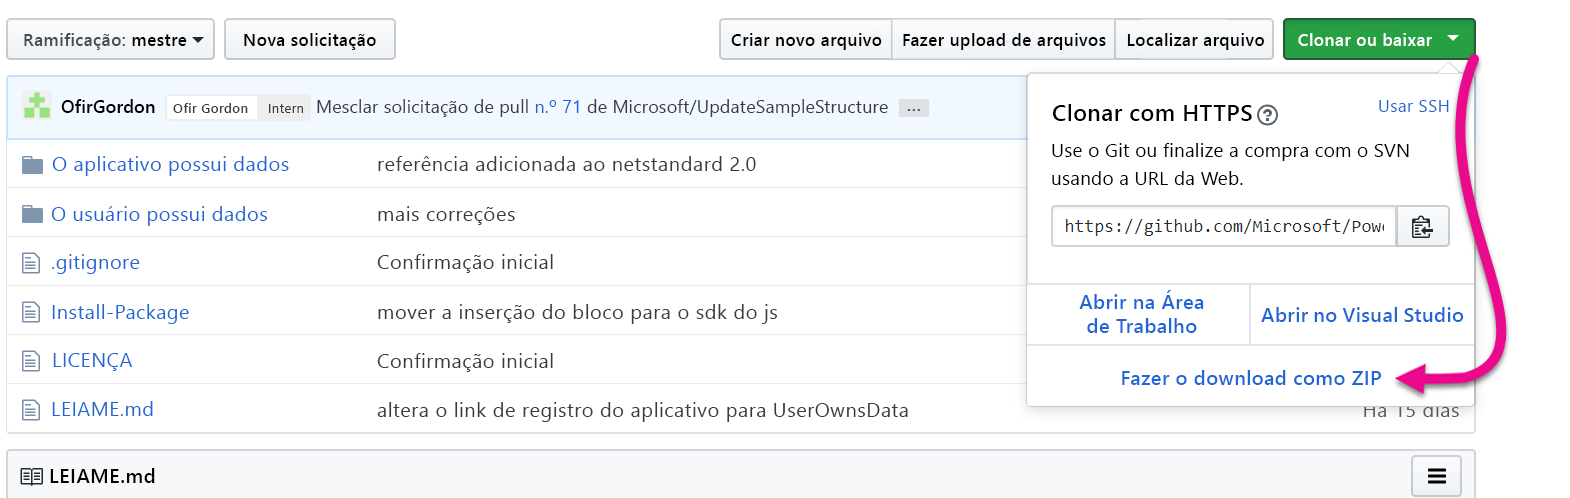 Ramificação: mestre
Nova solicitação
Criar novo arquivo
Fazer upload de arquivos
Localizar arquivo
Clonar ou baixar
OfirGordon
Ofir Gordon
Intern
Mesclar solicitação de pull n.º 71 de Microsoft/UpdateSampleStructure
...
O aplicativo possui dados
referência adicionada ao netstandard 2.0
O usuário possui dados
mais correções
.gitignore
Confirmação inicial
Install-Package
mover a inserção do bloco para o sdk do js
LICENÇA
Confirmação inicial
LEIAME.md
altera o link de registro do aplicativo para UserOwnsData
Há 15 dias
Clonar com HTTPS
?
Usar SSH
Use o Git ou finalize a compra com o SVN
usando a URL da Web.
https://github.com/Microsoft/Powe
Abrir na Área
de Trabalho
Abrir no Visual Studio
Fazer o download como ZIP
LEIAME.md